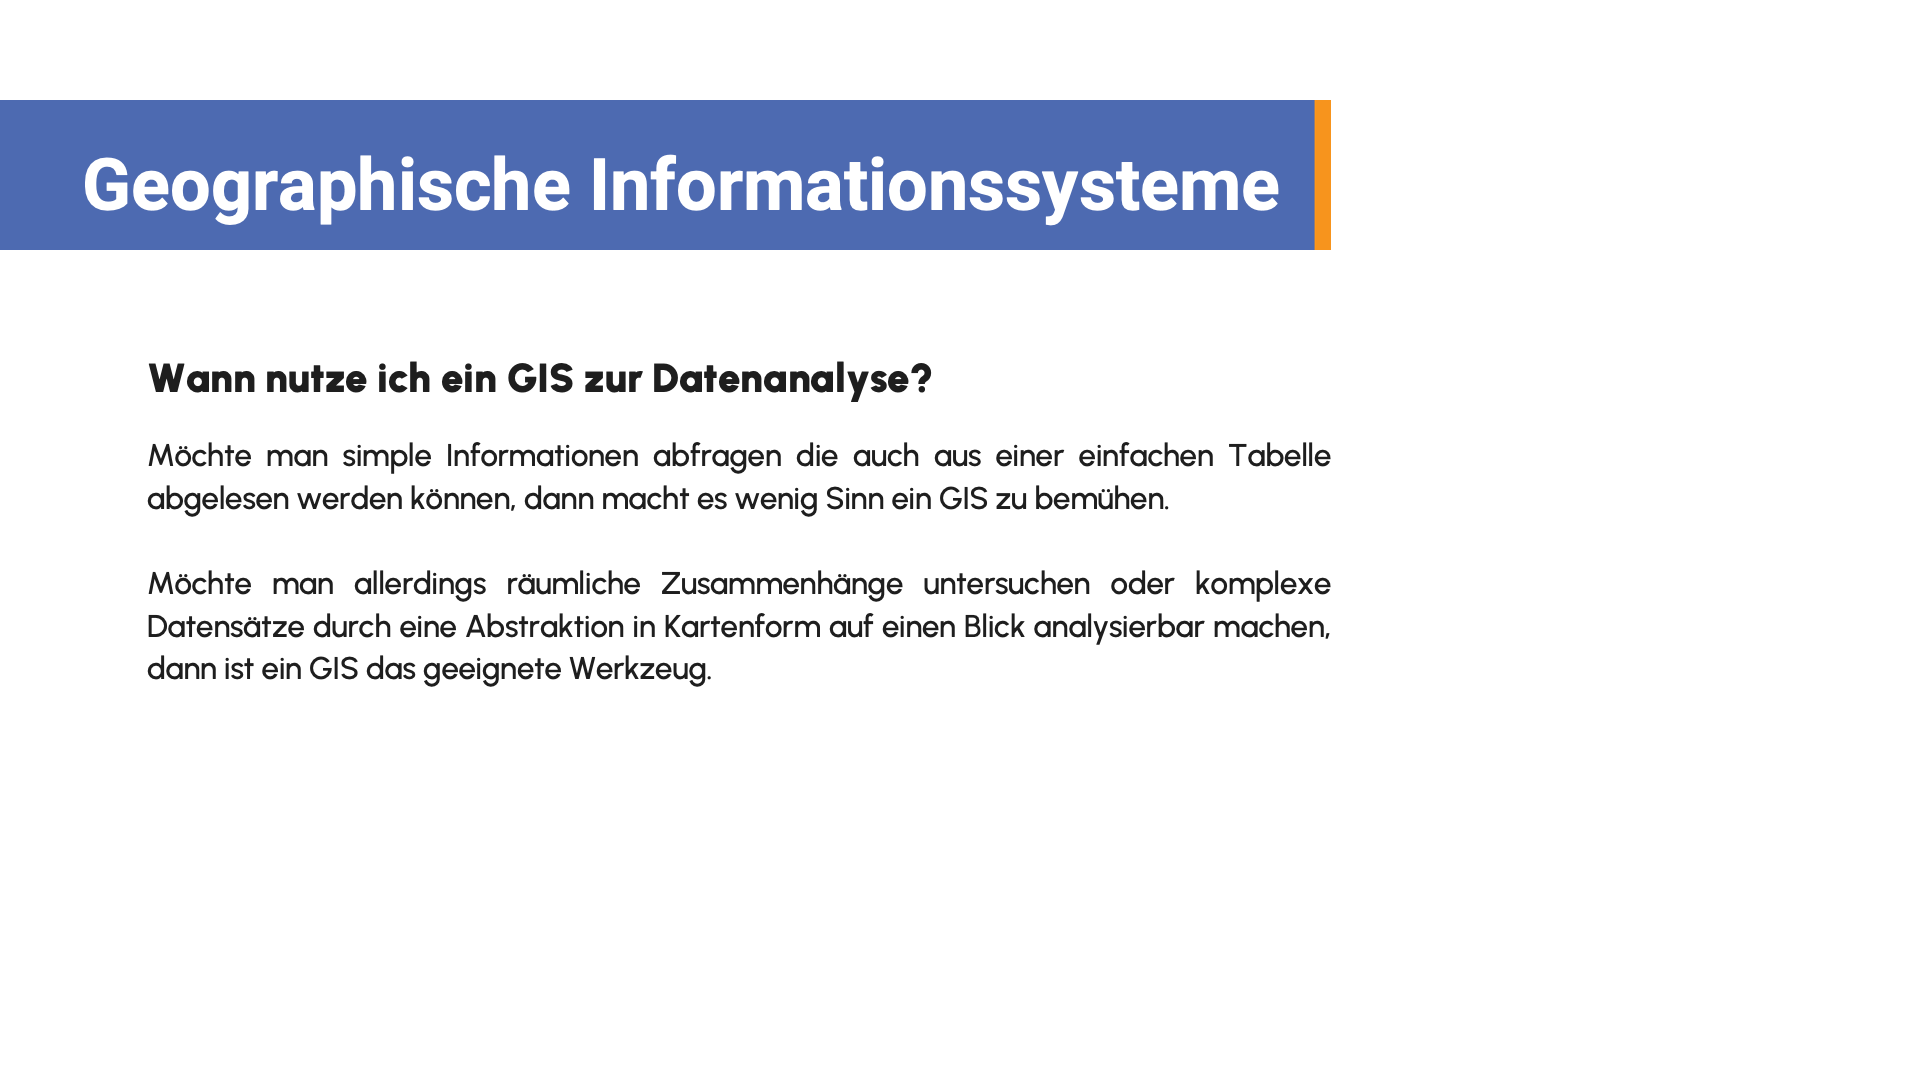 Geographische Informationssysteme
Wann nutze ich ein GIS zur Datenanalyse?
Möchte man simple Informationen abfragen die auch aus einer einfachen Tabelle
abgelesen werden können, dann macht es wenig Sinn ein GIS zu bemühen.
Möchte man allerdings räumliche Zusammenhänge untersuchen oder komplexe
Datensätze durch eine Abstraktion in Kartenform auf einen Blick analysierbar machen,
dann ist ein GIS das geeignete Werkzeug.